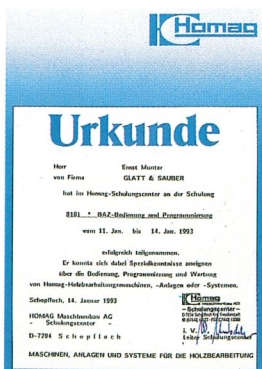 Homag
Urkunde
Herr Ernst Munter
von Firma GLATT & SAUBER
hat im Homag-Schulungscenter an der Schulung
8181 * BAZ-Bedienung und Programmierung
vom 11. Jan. bis 14. Jan. 1993
erfolgreich teilgenommen.
Er konnte sich dabei Spezialkenntnisse aneignen
über die Bedienung, Programmierung und Wartung
von Homag-Holzbearbeitungsmaschinen, -Anlagen oder -Systemen.
Schopfloch, 14. Januar 1993
HOMAG Maschinenbau AG
- Schulungscenter -
D-7294 Schopfloch
Homag
- Schulungscenter -
i. V.
Leiter Schulungscenter
MASCHINEN, ANLAGEN UND SYSTEME FÜR DIE HOLZBEARBEITUNG